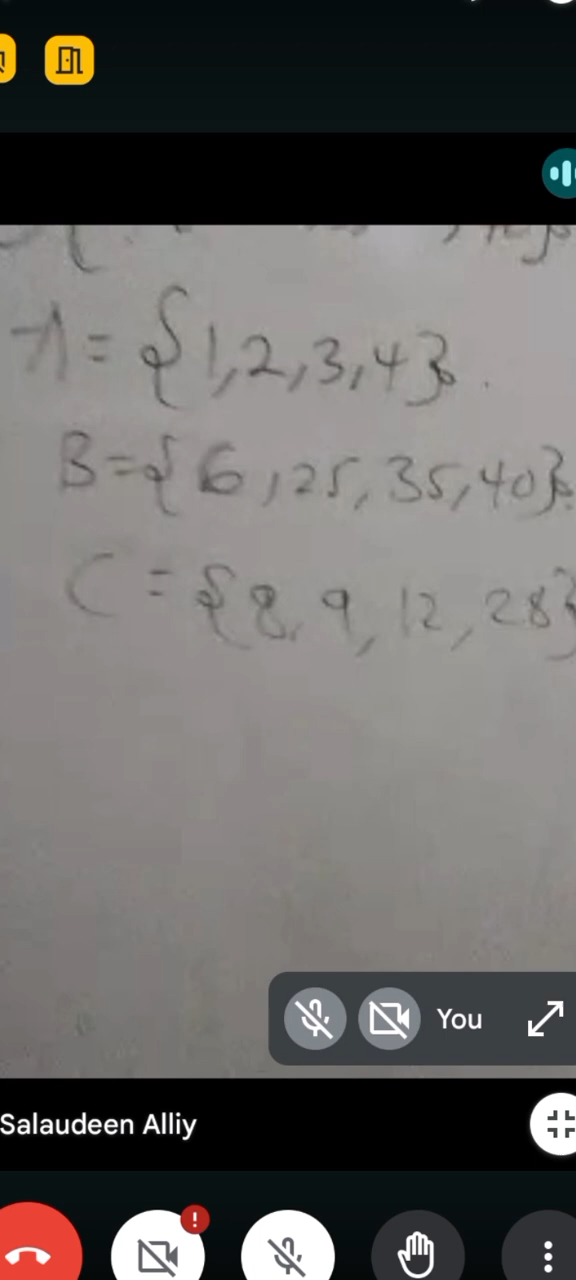 A = {1,2,3,4}.
B={6,25,35,40}.
C = {8,9,12,28}
You
Salaudeen Alliy
!